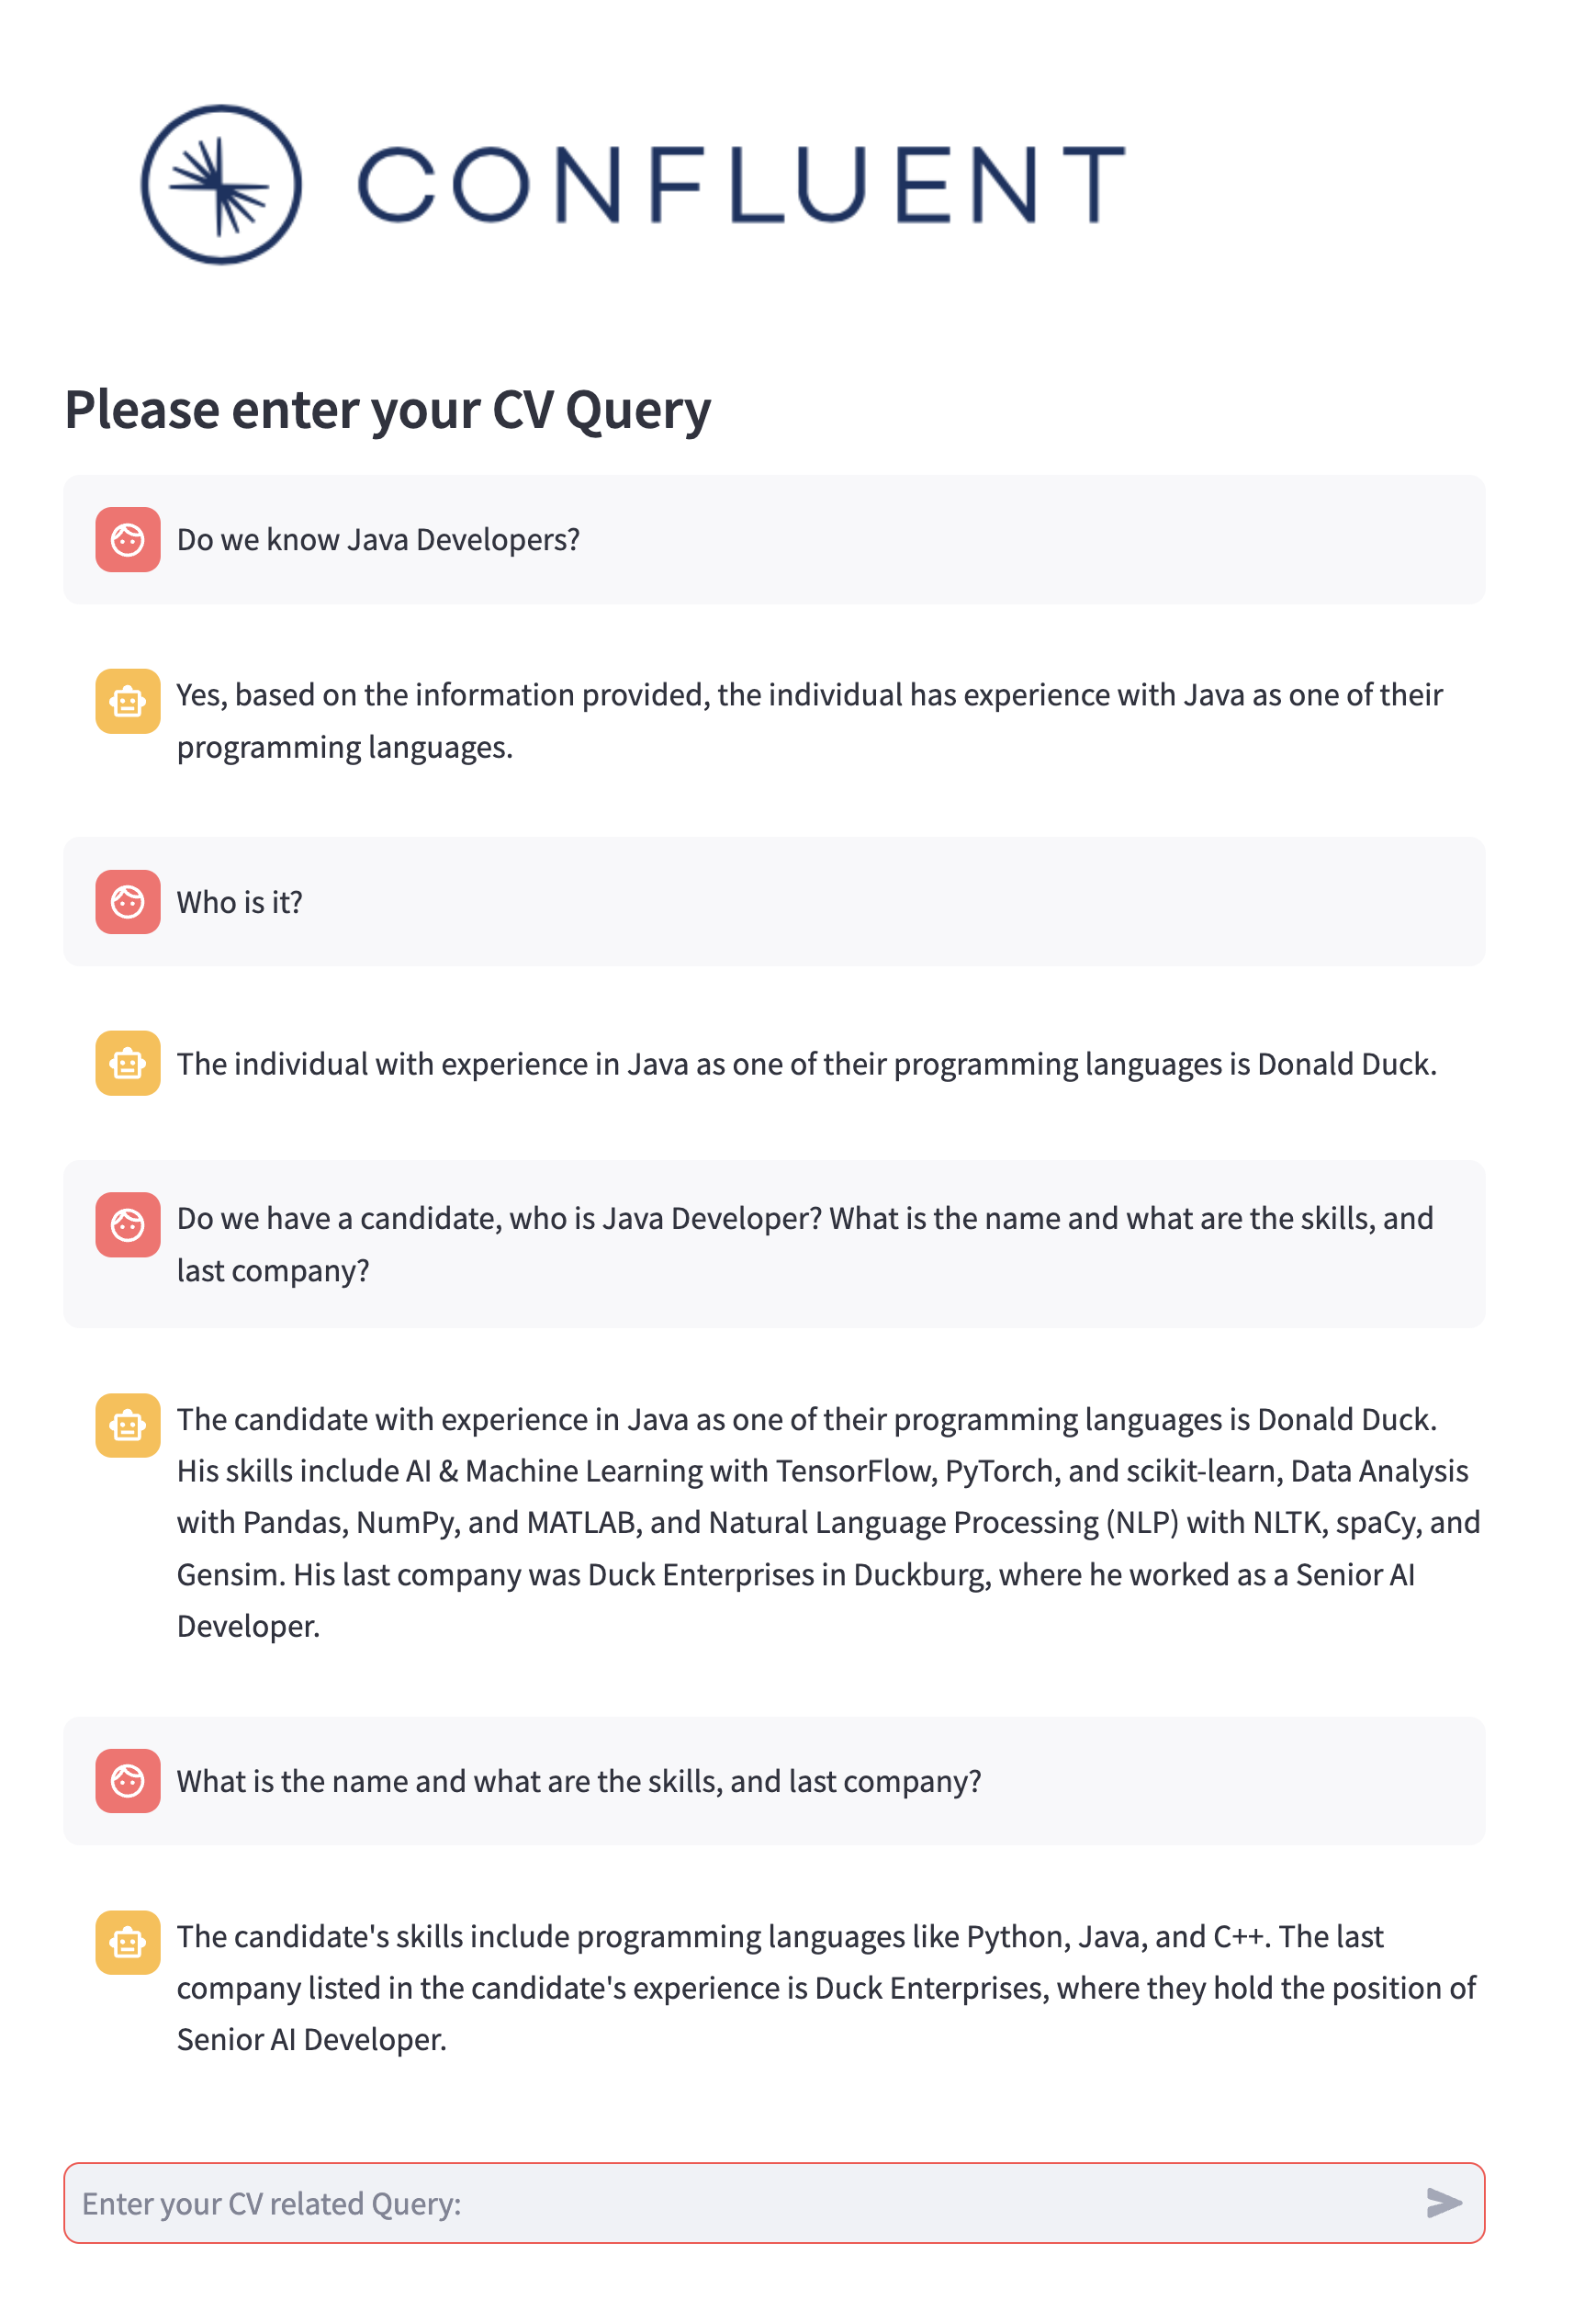 CONFLUENT
Please enter your CV Query
Do we know Java Developers?
Yes, based on the information provided, the individual has experience with Java as one of their
programming languages.
Who is it?
The individual with experience in Java as one of their programming languages is Donald Duck.
Do we have a candidate, who is Java Developer? What is the name and what are the skills, and
last company?
The candidate with experience in Java as one of their programming languages is Donald Duck.
His skills include AI & Machine Learning with TensorFlow, PyTorch, and scikit-learn, Data Analysis
with Pandas, NumPy, and MATLAB, and Natural Language Processing (NLP) with NLTK, spaCy, and
Gensim. His last company was Duck Enterprises in Duckburg, where he worked as a Senior AI
Developer.
What is the name and what are the skills, and last company?
The candidate's skills include programming languages like Python, Java, and C++. The last
company listed in the candidate's experience is Duck Enterprises, where they hold the position of
Senior AI Developer.
Enter your CV related Query: